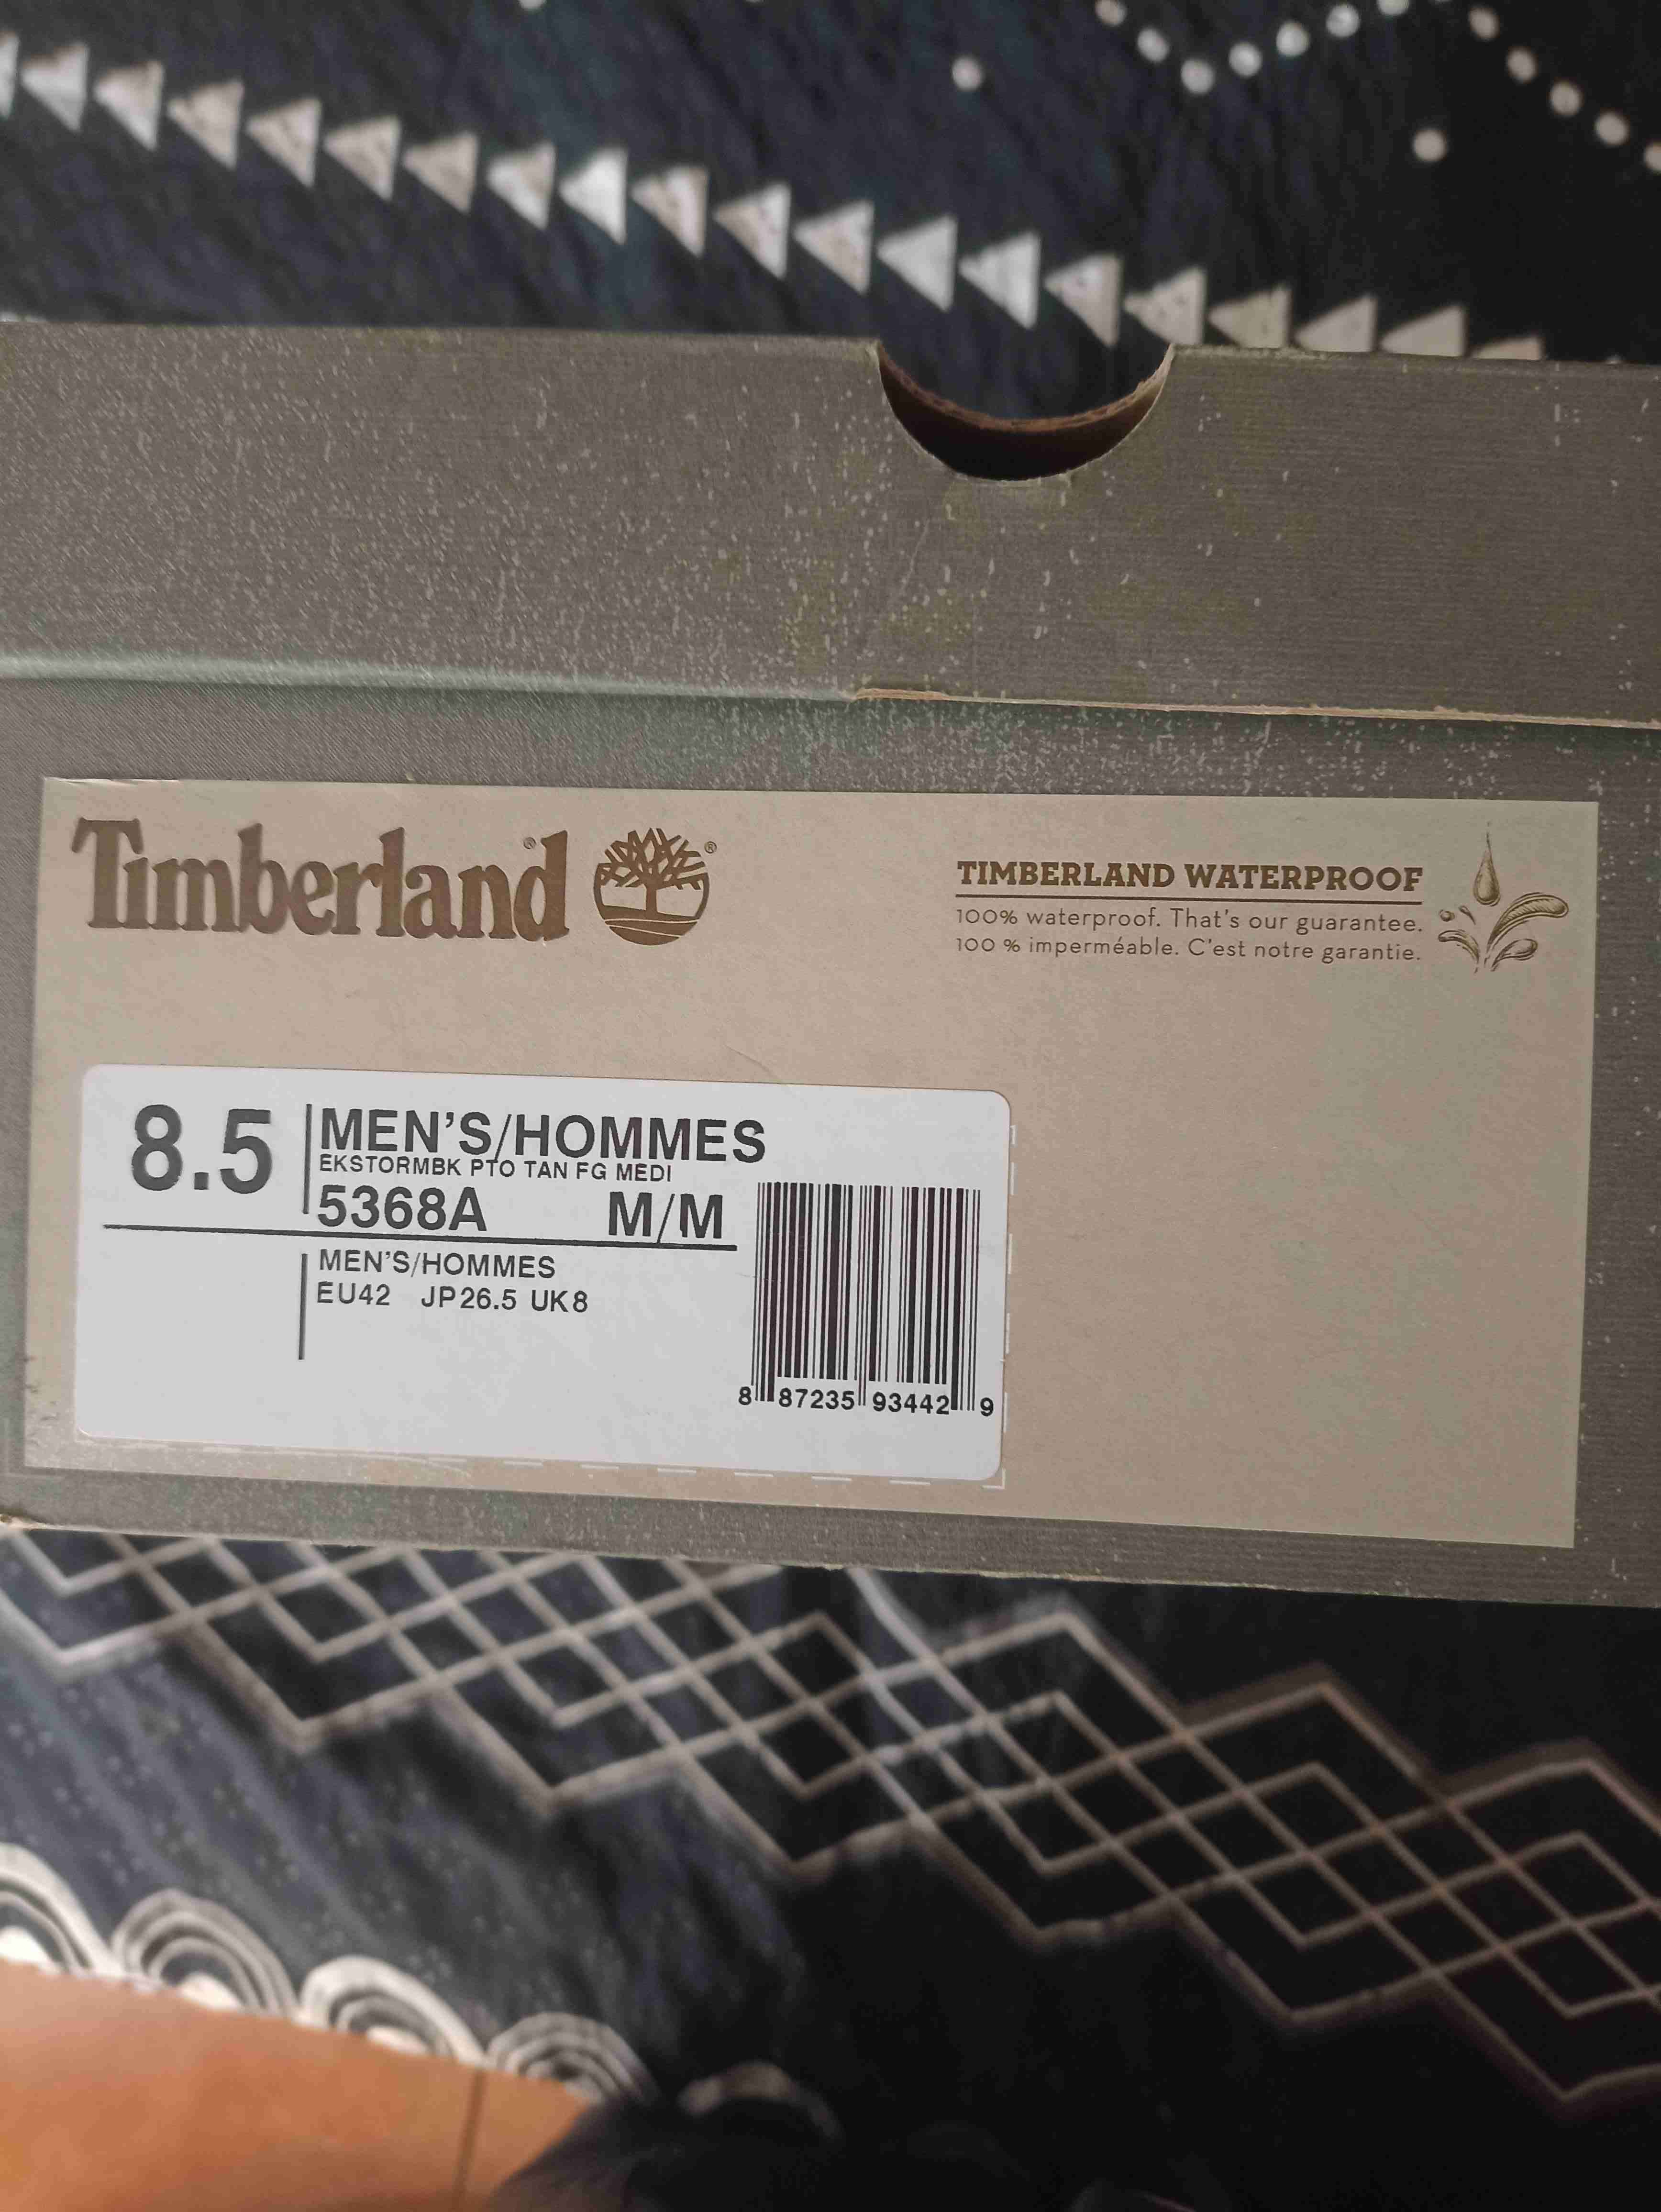 Timberland®
®
TIMBERLAND WATERPROOF
100% waterproof. That's our guarantee.
100 % imperméable. C'est notre garantie.
8.5
MEN'S/HOMMES
EKSTORMBK PTO TAN FG MEDI
5368A M/M
MEN'S/HOMMES
EU42 JP26.5 UK8
8 87235 93442 9